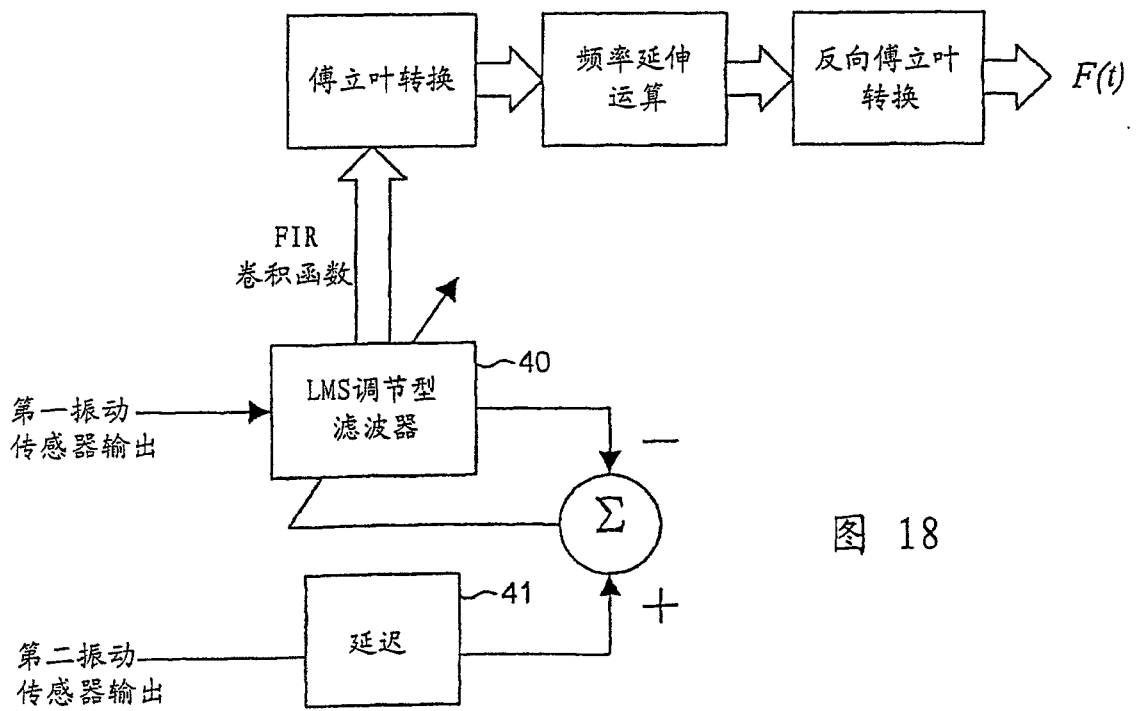 傅立叶转换
频率延伸
运算
反向傅立叶
转换
F(t)
FIR
卷积函数
40
LMS调节型
滤波器
第一振动
传感器输出
−
Σ
图 18
+
41
延迟
第二振动
传感器输出